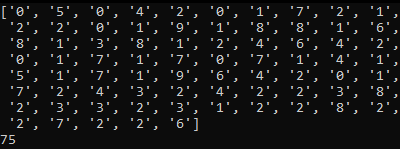 ['0', '5', '0', '4', '2', '0', '1', '7', '2', '1',
'2', '2', '0', '1', '9', '1', '8', '8', '1', '6',
'8', '1', '3', '8', '1', '2', '4', '6', '4', '2',
'0', '1', '7', '1', '7', '0', '7', '1', '4', '1',
'5', '1', '7', '1', '9', '6', '4', '2', '0', '1',
'7', '2', '4', '3', '2', '4', '2', '2', '3', '8',
'2', '3', '3', '2', '3', '1', '2', '2', '8', '2',
'2', '7', '2', '2', '6']
75